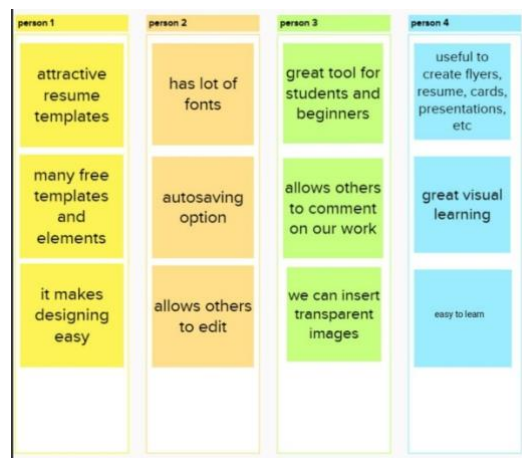 person 1
attractive
resume
templates
many free
templates
and
elements
it makes
designing
easy
person 2
has lot of
fonts
autosaving
option
allows others
to edit
person 3
great tool for
students and
beginners
allows others
to comment
on our work
we can insert
transparent
images
person 4
useful to
create flyers,
resume, cards,
presentations,
etc
great visual
learning
easy to learn